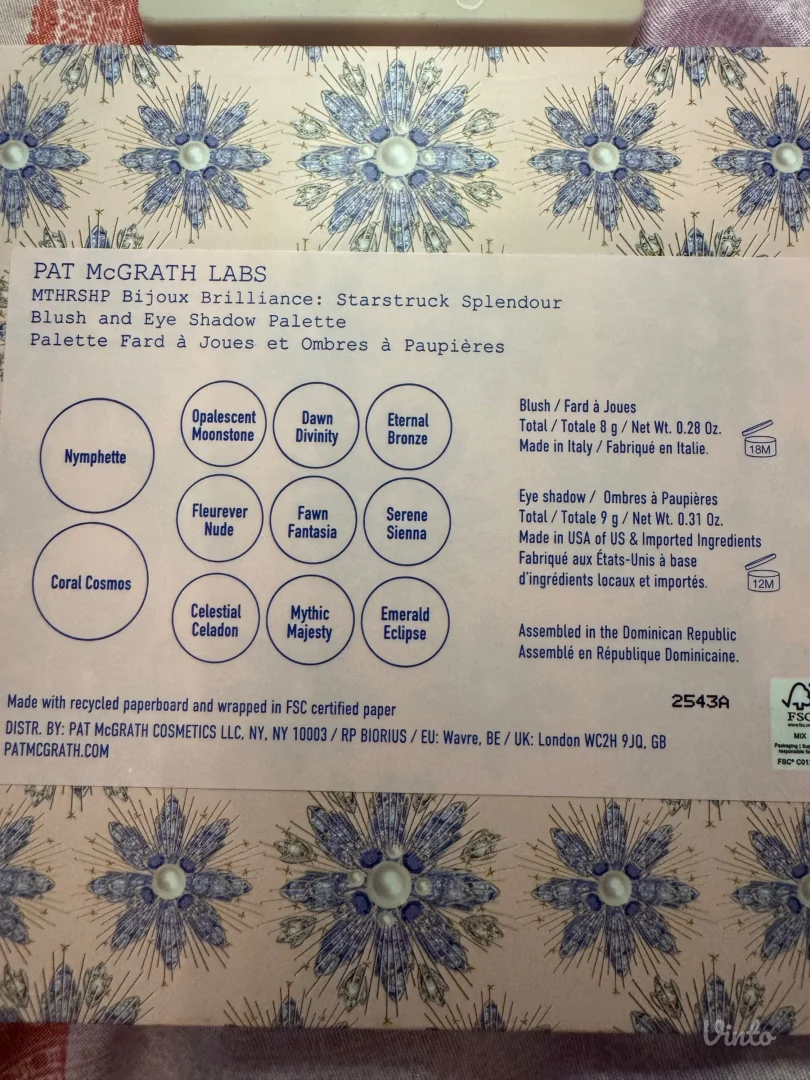 PAT McGRATH LABS
MTHRSHP Bijoux Brilliance: Starstruck Splendour
Blush and Eye Shadow Palette
Palette Fard à Joues et Ombres à Paupières
Nymphette
Coral Cosmos
Opalescent Moonstone
Dawn Divinity
Eternal Bronze
Fleurever Nude
Fawn Fantasia
Serene Sienna
Celestial Celadon
Mythic Majesty
Emerald Eclipse
Blush / Fard à Joues
Total / Totale 8 g / Net Wt. 0.28 Oz.
Made in Italy / Fabriqué en Italie.
18M
Eye shadow / Ombres à Paupières
Total / Totale 9 g / Net Wt. 0.31 Oz.
Made in USA of US & Imported Ingredients
Fabriqué aux États-Unis à base
d'ingrédients locaux et importés.
12M
Assembled in the Dominican Republic
Assemblé en République Dominicaine.
Made with recycled paperboard and wrapped in FSC certified paper
2543A
DISTR. BY: PAT McGRATH COSMETICS LLC, NY, NY 10003 / RP BIORIUS / EU: Wavre, BE / UK: London WC2H 9JQ, GB
PATMCGRATH.COM
FSC
MIX
Packaging
FSC® C01
Vinto